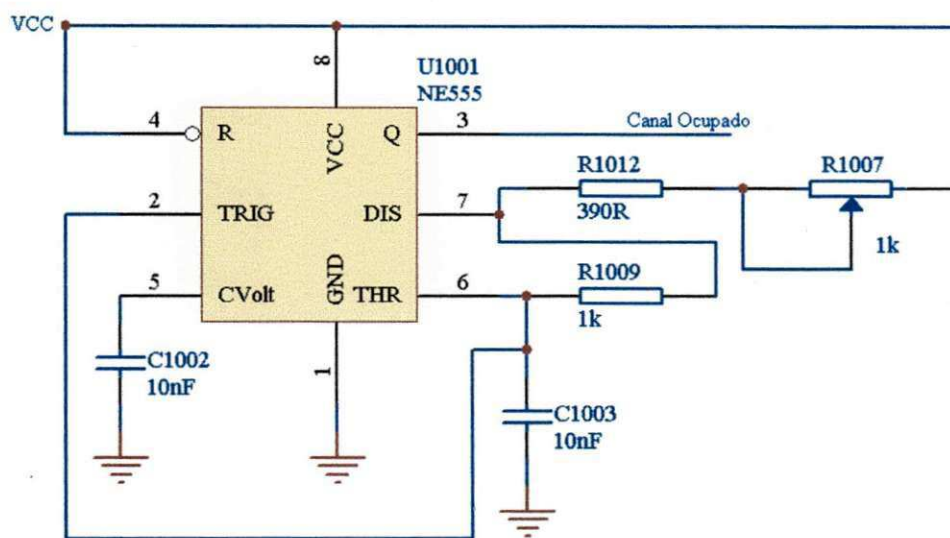 VCC
8
U1001
NE555
4
R
VCC
Q
3
Canal Ocupado
R1012
390R
R1007
1k
2
TRIG
DIS
7
5
CVolt
GND
THR
6
R1009
1k
C1002
10nF
1
C1003
10nF